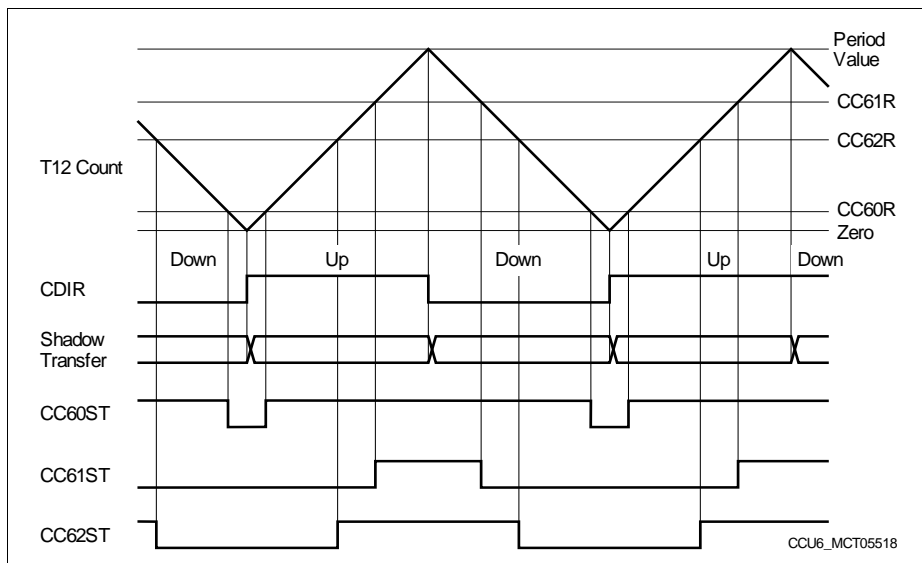 Period
Value
CC61R
CC62R
T12 Count
CC60R
Zero
Down Up Down Up Down
CDIR
Shadow
Transfer
CC60ST
CC61ST
CC62ST
CCU6_MCT05518